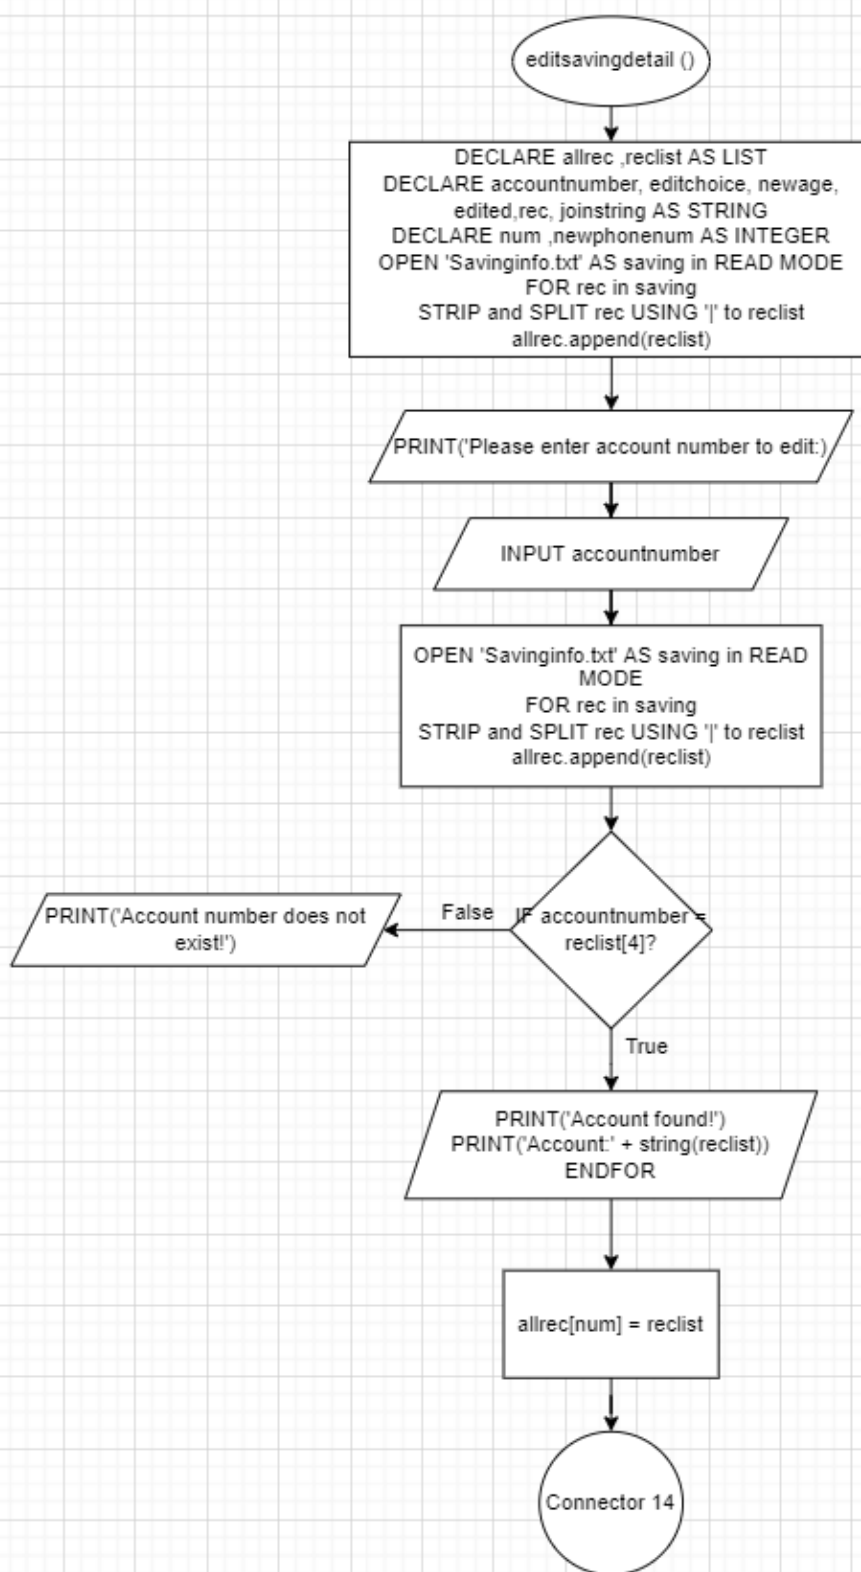 editsavingdetail ()
DECLARE allrec ,reclist AS LIST
DECLARE accountnumber, editchoice, newage,
edited,rec, joinstring AS STRING
DECLARE num ,newphonenum AS INTEGER
OPEN 'Savinginfo.txt' AS saving in READ MODE
FOR rec in saving
STRIP and SPLIT rec USING '|' to reclist
allrec.append(reclist)
PRINT('Please enter account number to edit:)
INPUT accountnumber
OPEN 'Savinginfo.txt' AS saving in READ
MODE
FOR rec in saving
STRIP and SPLIT rec USING '|' to reclist
allrec.append(reclist)
IF accountnumber =
reclist[4]?
False
PRINT('Account number does not
exist!')
True
PRINT('Account found!')
PRINT('Account:' + string(reclist))
ENDFOR
allrec[num] = reclist
Connector 14